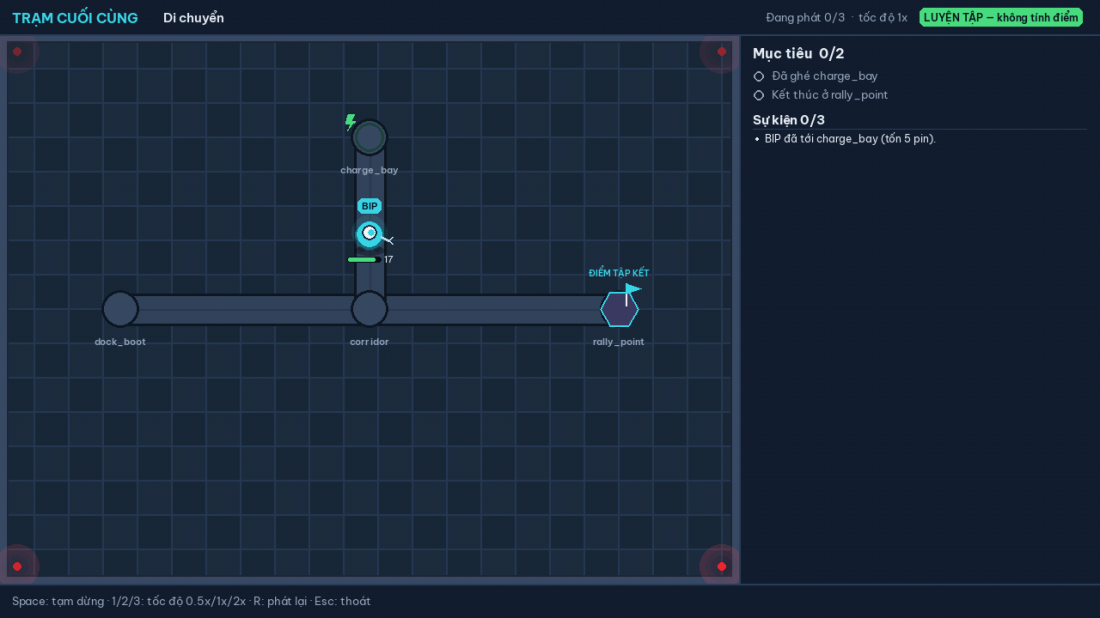 TRẠM CUỐI CÙNG Di chuyển Đang phát 0/3 · tốc độ 1x LUYỆN TẬP — không tính điểm
Mục tiêu 0/2
Đã ghé charge_bay
Kết thúc ở rally_point
Sự kiện 0/3
• BIP đã tới charge_bay (tốn 5 pin).
charge_bay
BIP
17
ĐIỂM TẬP KẾT
dock_boot corridor rally_point
Space: tạm dừng · 1/2/3: tốc độ 0.5x/1x/2x · R: phát lại · Esc: thoát